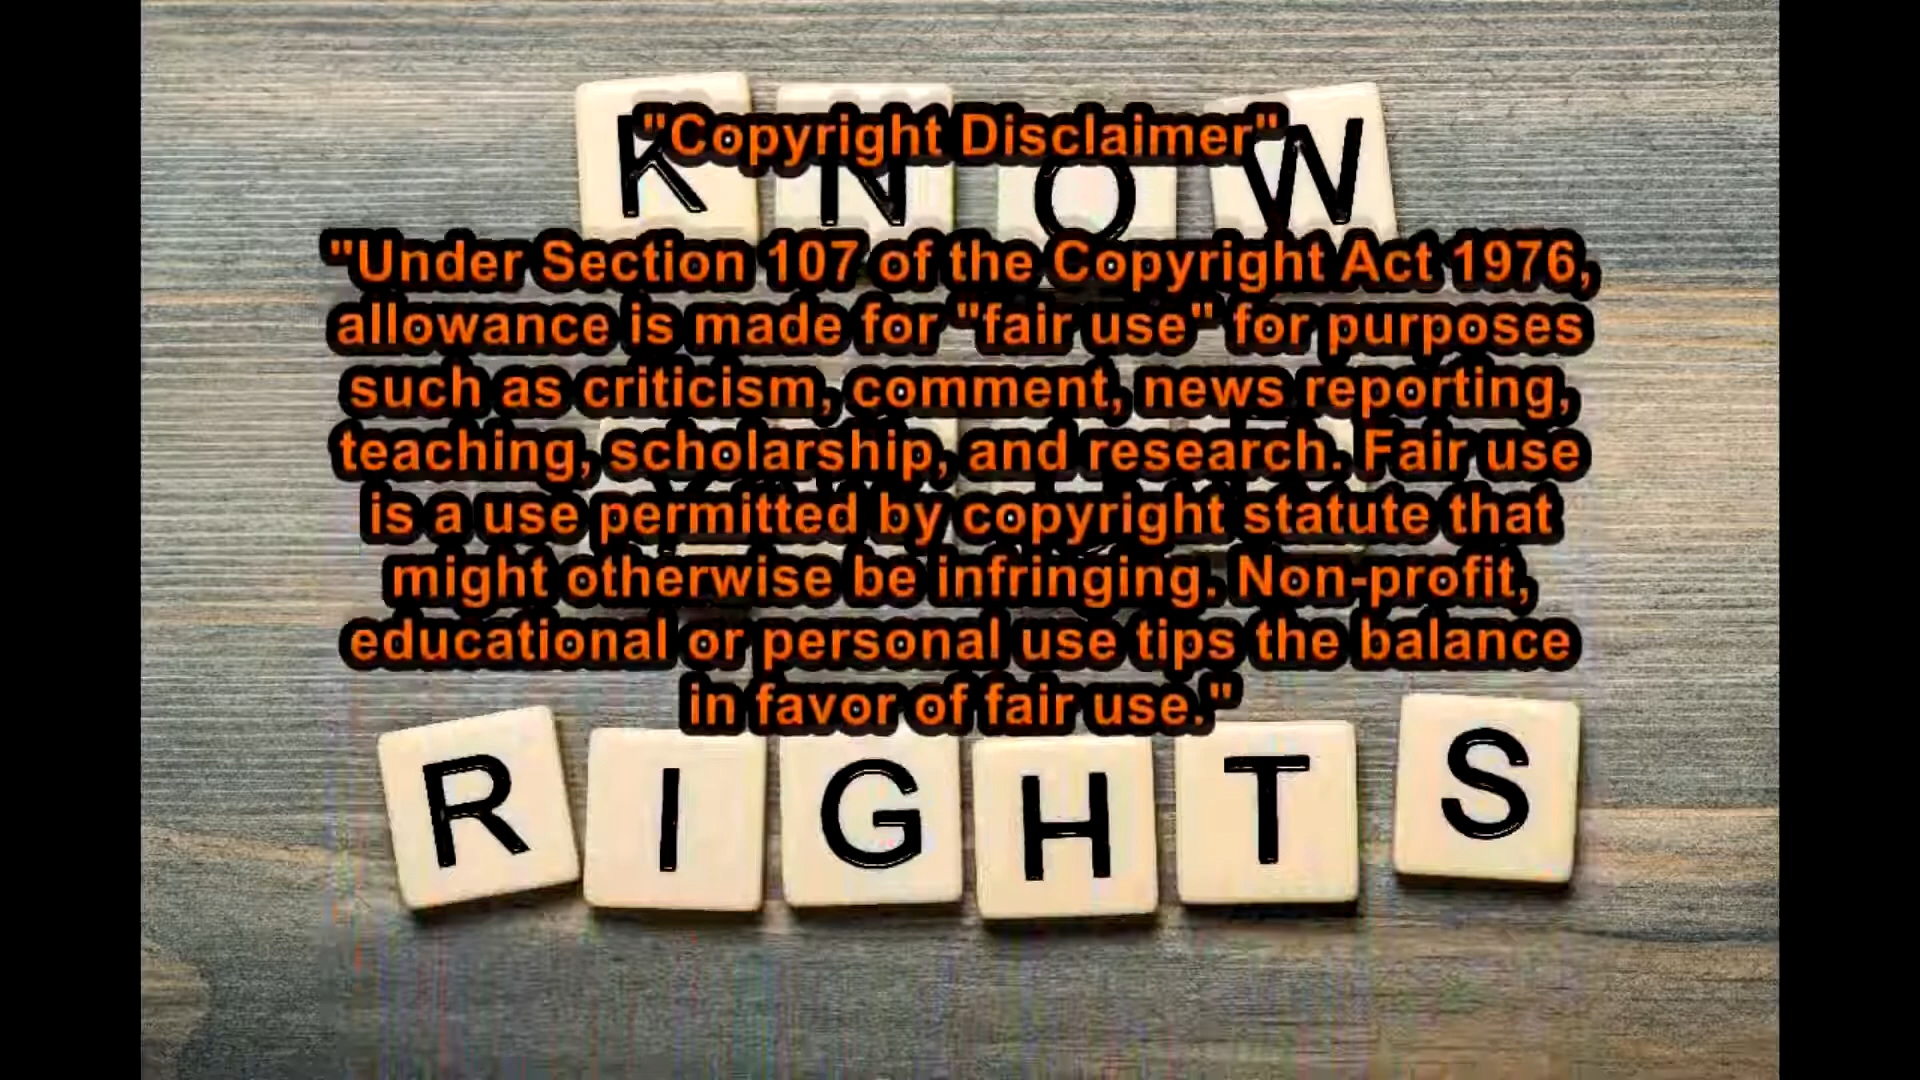 "Copyright Disclaimer"
KNOW
"Under Section 107 of the Copyright Act 1976,
allowance is made for "fair use" for purposes
such as criticism, comment, news reporting,
teaching, scholarship, and research. Fair use
is a use permitted by copyright statute that
might otherwise be infringing. Non-profit,
educational or personal use tips the balance
in favor of fair use."
RIGHTS